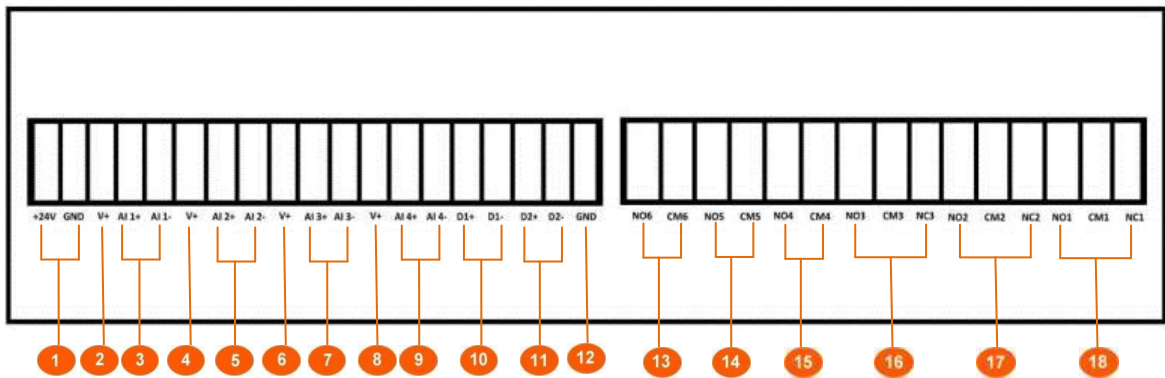 +24V GND V+ AI 1+ AI 1- V+ AI 2+ AI 2- V+ AI 3+ AI 3- V+ AI 4+ AI 4- D1+ D1- D2+ D2- GND NO6 CM6 NO5 CM5 NO4 CM4 NO3 CM3 NC3 NO2 CM2 NC2 NO1 CM1 NC1
1 2 3 4 5 6 7 8 9 10 11 12 13 14 15 16 17 18